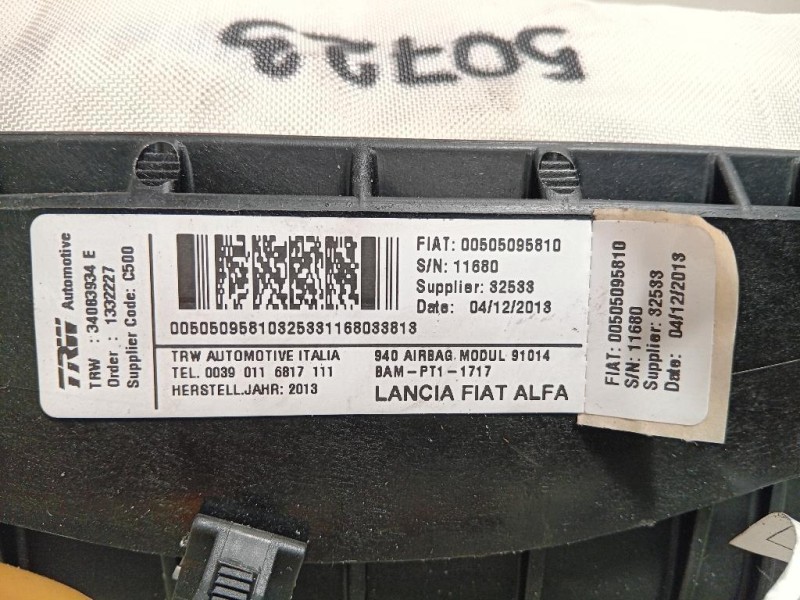 50723
TRW Automotive
TRW : 34083934 E
Order : 1392227
Supplier Code: C500
FIAT: 00505095810
S/N: 11680
Supplier: 32533
Date: 04/12/2013
00505095810325331168033813
TRW AUTOMOTIVE ITALIA
TEL. 0039 011 6817 111
HERSTELL.JAHR: 2013
940 AIRBAG MODUL 91014
BAM-PT1-1717
LANCIA FIAT ALFA
FIAT: 00505095810
S/N: 11680
Supplier: 32533
Date: 04/12/2013